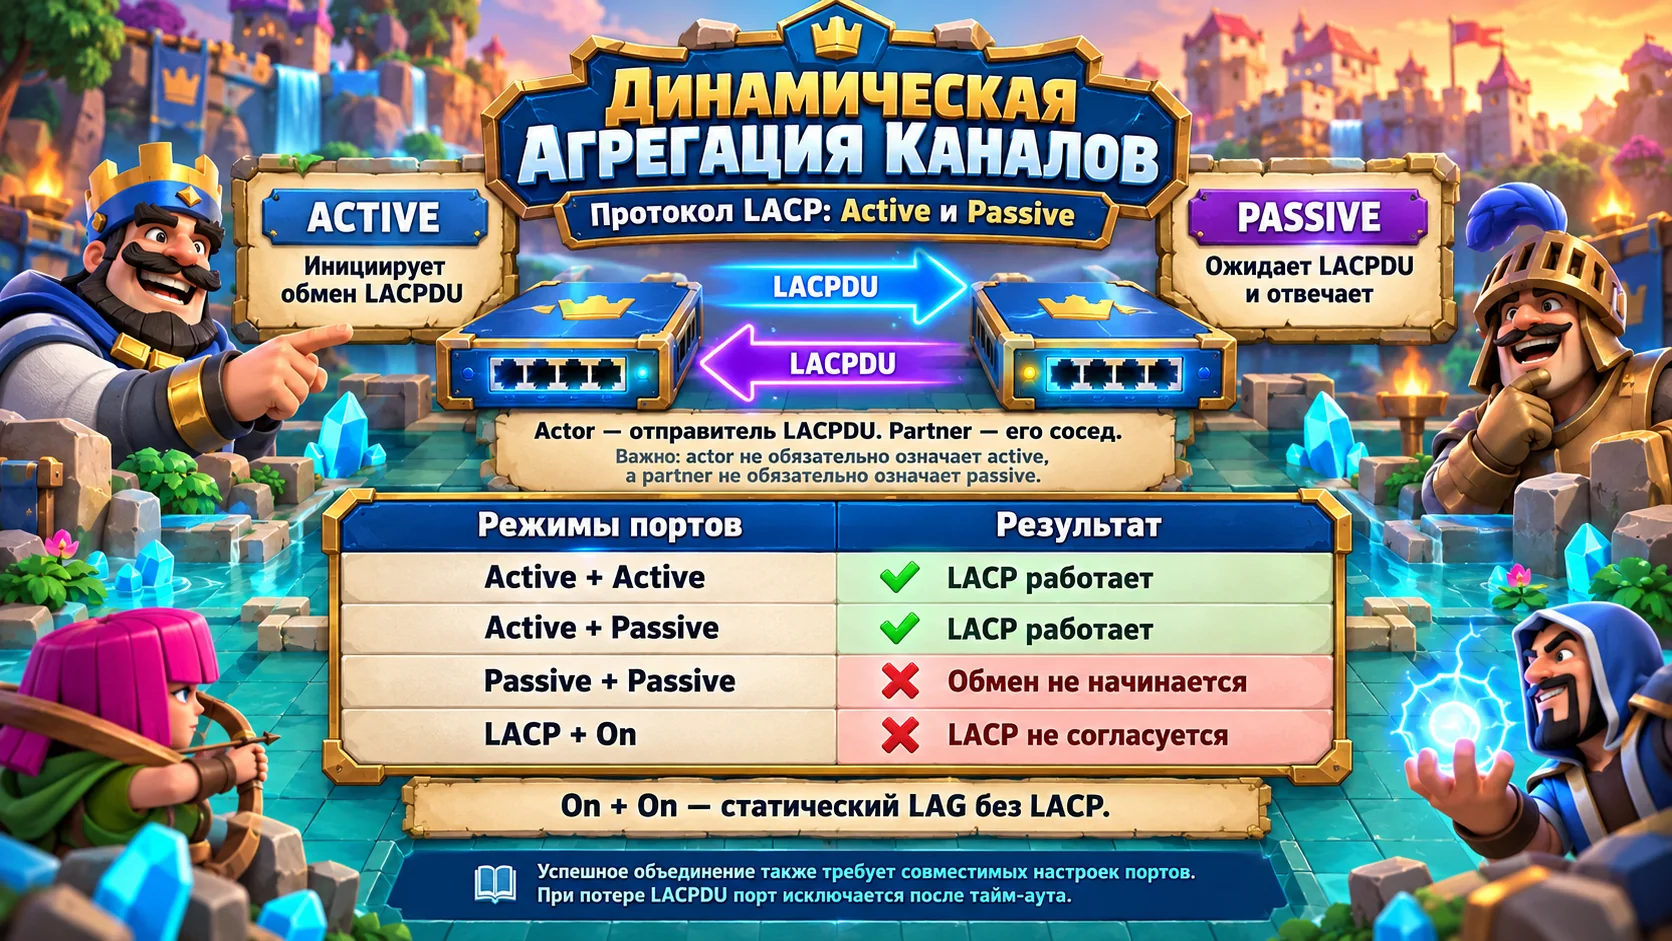 ДИНАМИЧЕСКАЯ
АГРЕГАЦИЯ КАНАЛОВ
Протокол LACP: Active и Passive
ACTIVE
Инициирует
обмен LACPDU
PASSIVE
Ожидает LACPDU
и отвечает
LACPDU
LACPDU
Actor — отправитель LACPDU. Partner — его сосед.
Важно: actor не обязательно означает active,
а partner не обязательно означает passive.
Режимы портов Результат
Active + Active LACP работает
Active + Passive LACP работает
Passive + Passive Обмен не начинается
LACP + On LACP не согласуется
On + On — статический LAG без LACP.
Успешное объединение также требует совместимых настроек портов.
При потере LACPDU порт исключается после тайм-аута.